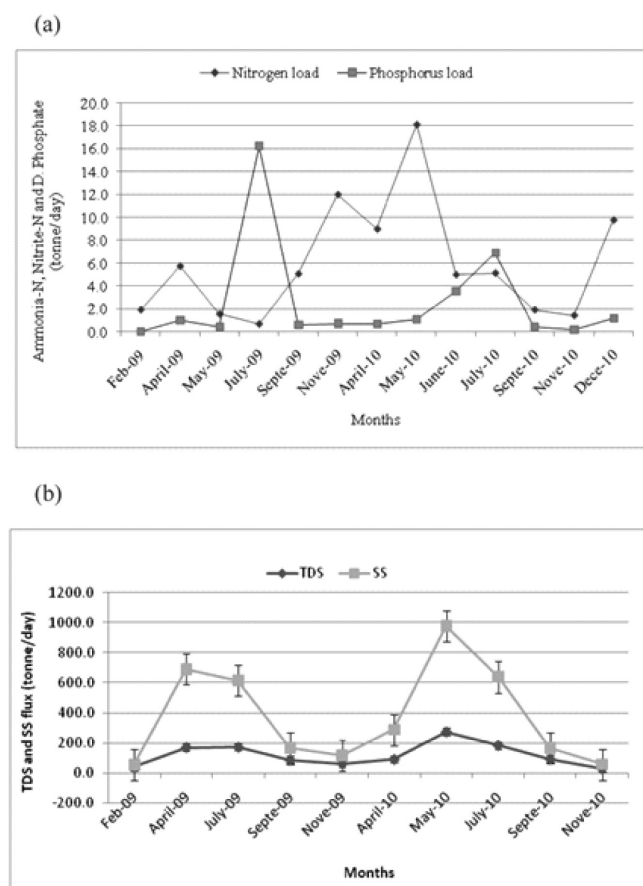 (a)
Nitrogen load Phosphorus load
Ammonia-N, Nitrite-N and D. Phosphate
(tonne/ day)
20.0
18.0
16.0
14.0
12.0
10.0
8.0
6.0
4.0
2.0
0.0
Feb-09 April-09 May-09 July-09 Septe-09 Nove-09 April-10 May-10 June-10 July-10 Septe-10 Nove-10 Dece-10
Months
(b)
TDS SS
TDS and SS flux (tonne/day)
1200.0
1000.0
800.0
600.0
400.0
200.0
0.0
-200.0
Feb-09 April-09 July-09 Septe-09 Nove-09 April-10 May-10 July-10 Septe-10 Nove-10
Months